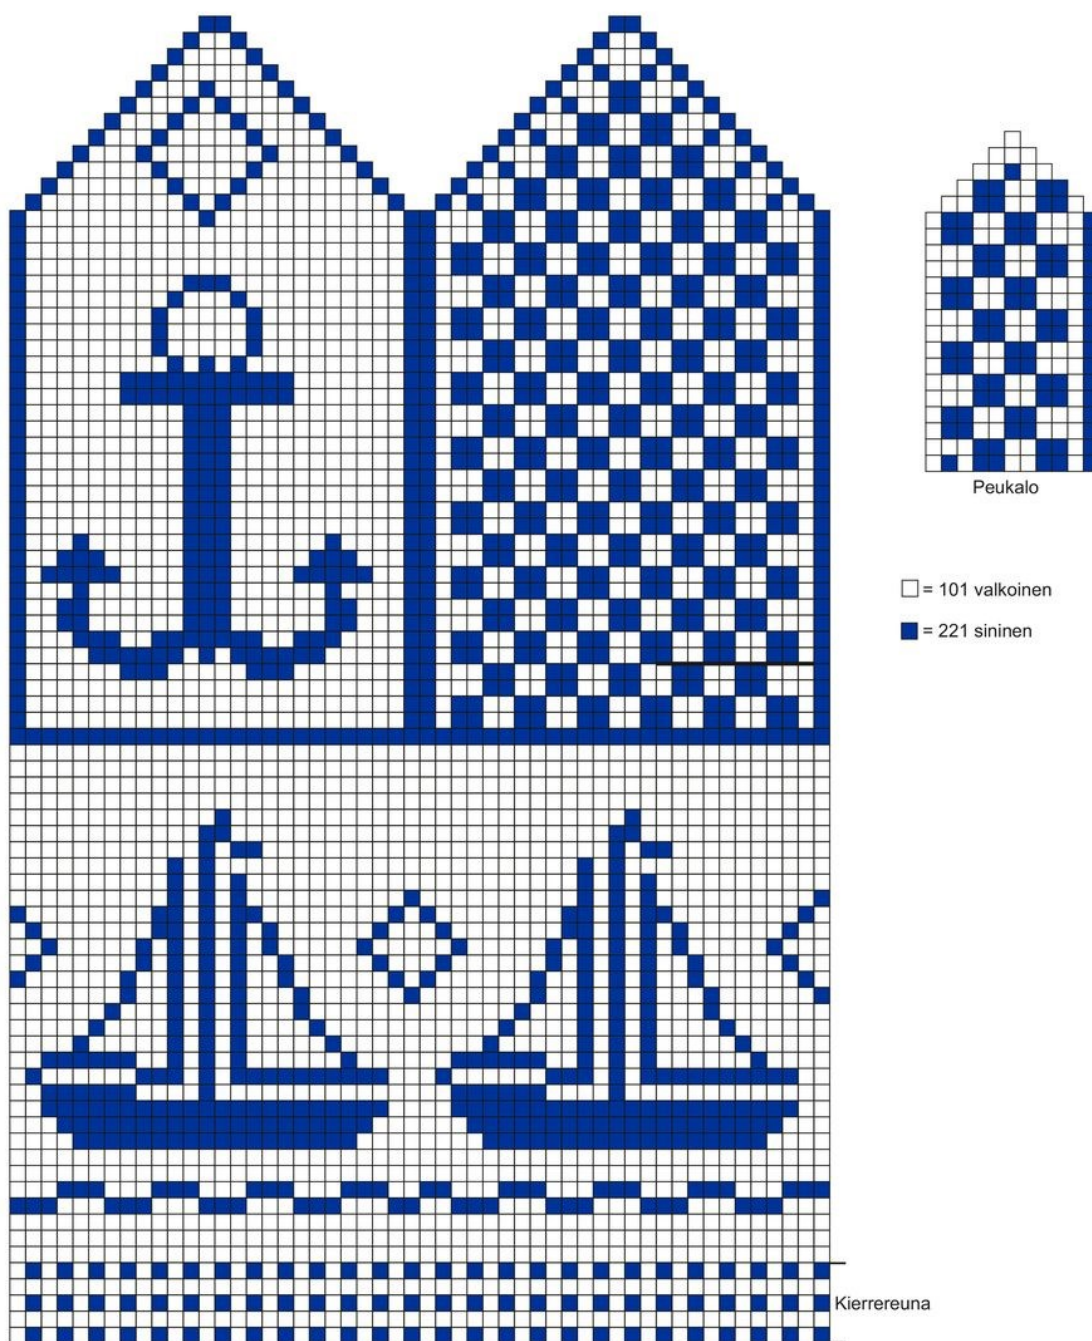 Peukalo
= 101 valkoinen
= 221 sininen
Kierrereuna